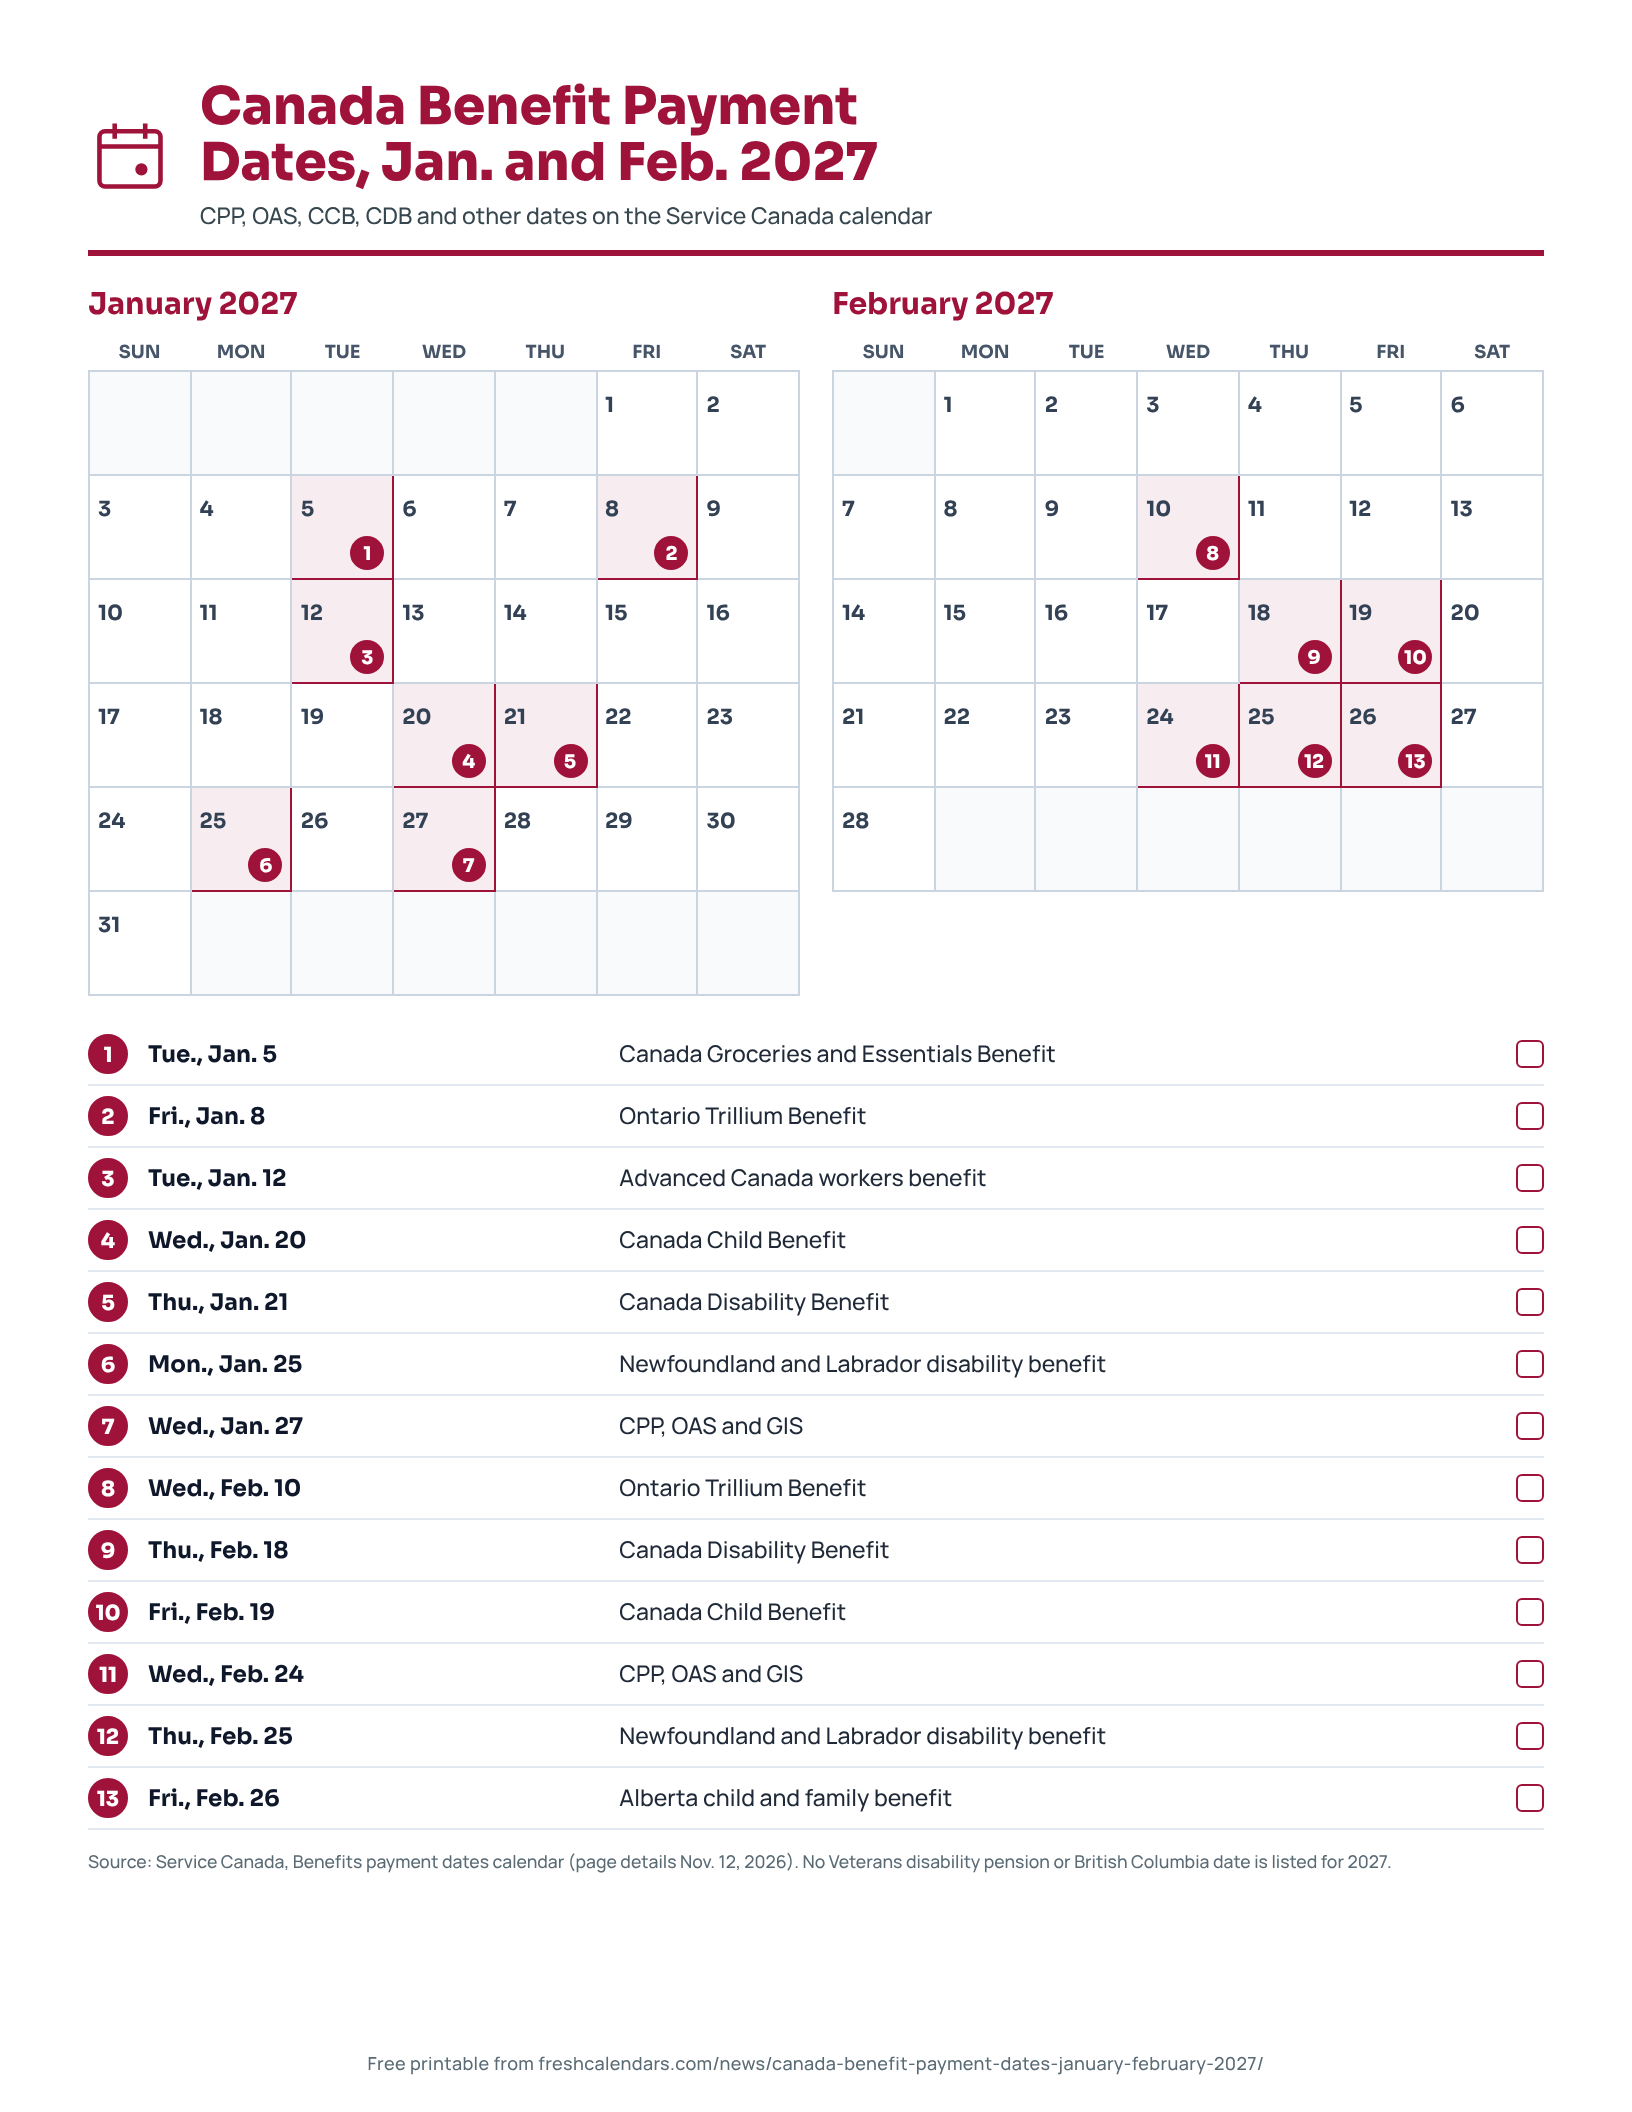 Canada Benefit Payment
Dates, Jan. and Feb. 2027
CPP, OAS, CCB, CDB and other dates on the Service Canada calendar
January 2027
SUN MON TUE WED THU FRI SAT
1 2
3 4 5 6 7 8 9
1 2
10 11 12 13 14 15 16
3
17 18 19 20 21 22 23
4 5
24 25 26 27 28 29 30
6 7
31
February 2027
SUN MON TUE WED THU FRI SAT
1 2 3 4 5 6
7 8 9 10 11 12 13
8
14 15 16 17 18 19 20
9 10
21 22 23 24 25 26 27
11 12 13
28
1 Tue., Jan. 5 Canada Groceries and Essentials Benefit
2 Fri., Jan. 8 Ontario Trillium Benefit
3 Tue., Jan. 12 Advanced Canada workers benefit
4 Wed., Jan. 20 Canada Child Benefit
5 Thu., Jan. 21 Canada Disability Benefit
6 Mon., Jan. 25 Newfoundland and Labrador disability benefit
7 Wed., Jan. 27 CPP, OAS and GIS
8 Wed., Feb. 10 Ontario Trillium Benefit
9 Thu., Feb. 18 Canada Disability Benefit
10 Fri., Feb. 19 Canada Child Benefit
11 Wed., Feb. 24 CPP, OAS and GIS
12 Thu., Feb. 25 Newfoundland and Labrador disability benefit
13 Fri., Feb. 26 Alberta child and family benefit
Source: Service Canada, Benefits payment dates calendar (page details Nov. 12, 2026). No Veterans disability pension or British Columbia date is listed for 2027.
Free printable from freshcalendars.com/news/canada-benefit-payment-dates-january-february-2027/